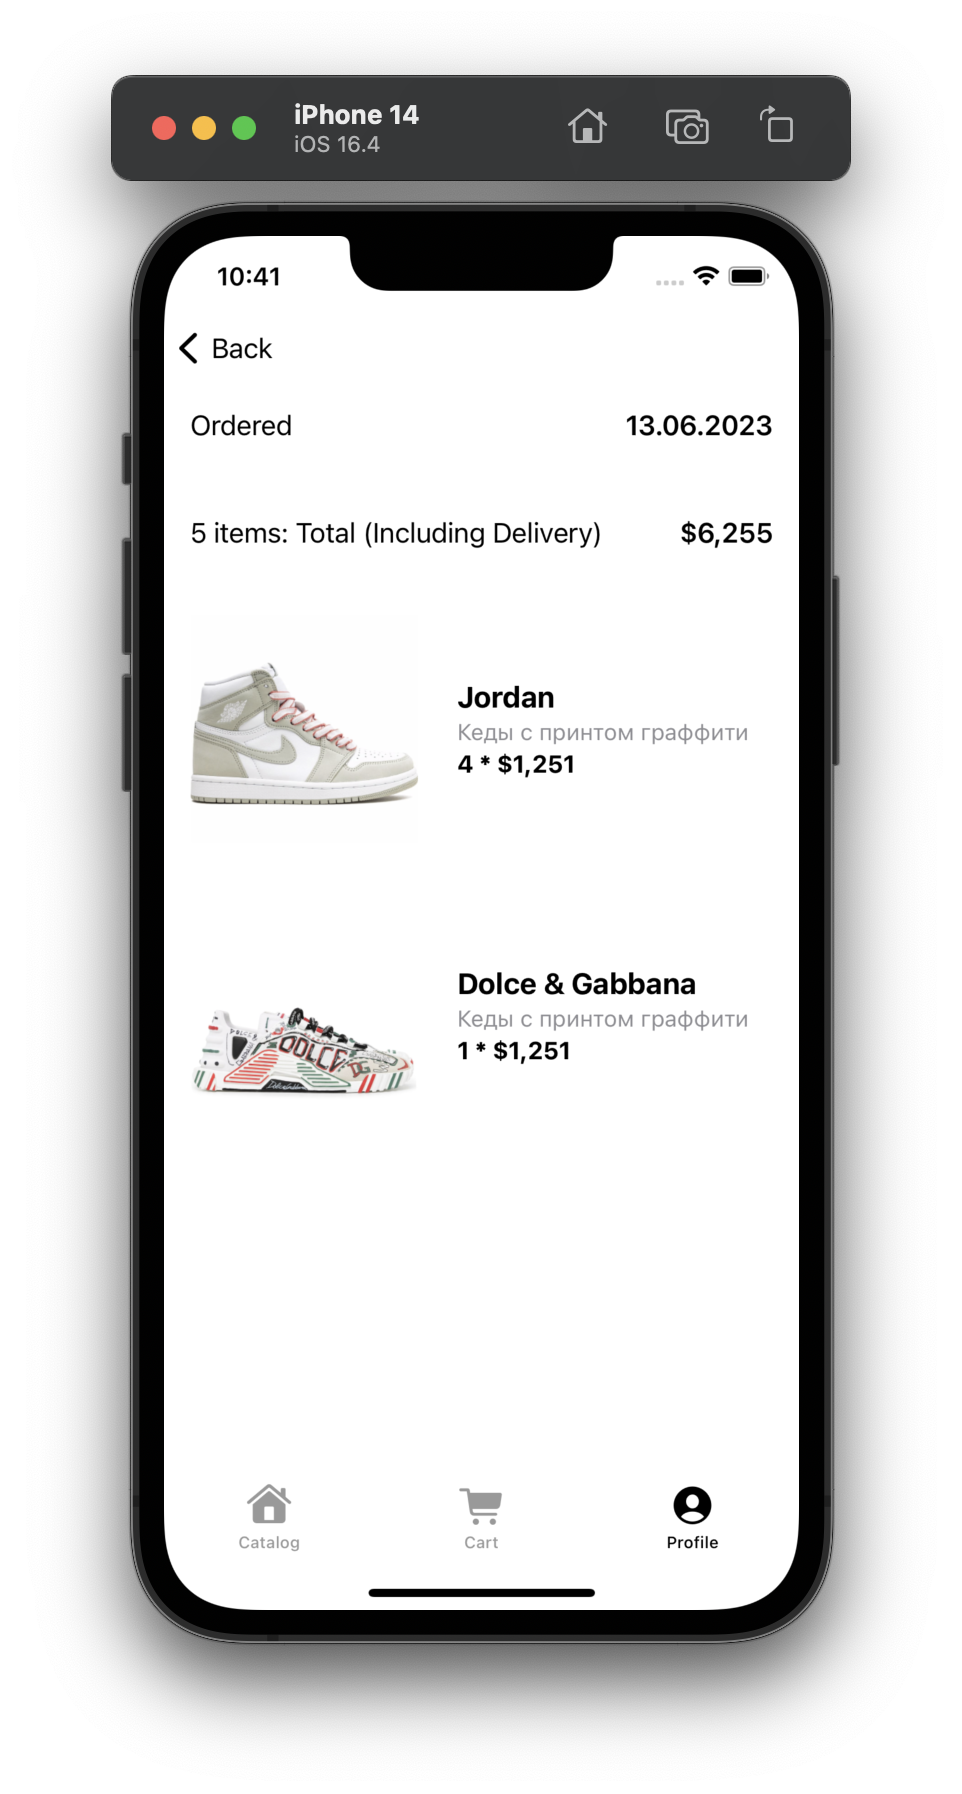 iPhone 14
iOS 16.4
10:41
Back
Ordered 13.06.2023
5 items: Total (Including Delivery) $6,255
Jordan
Кеды с принтом граффити
4 * $1,251
Dolce & Gabbana
Кеды с принтом граффити
1 * $1,251
DOLCE
Catalog Cart Profile